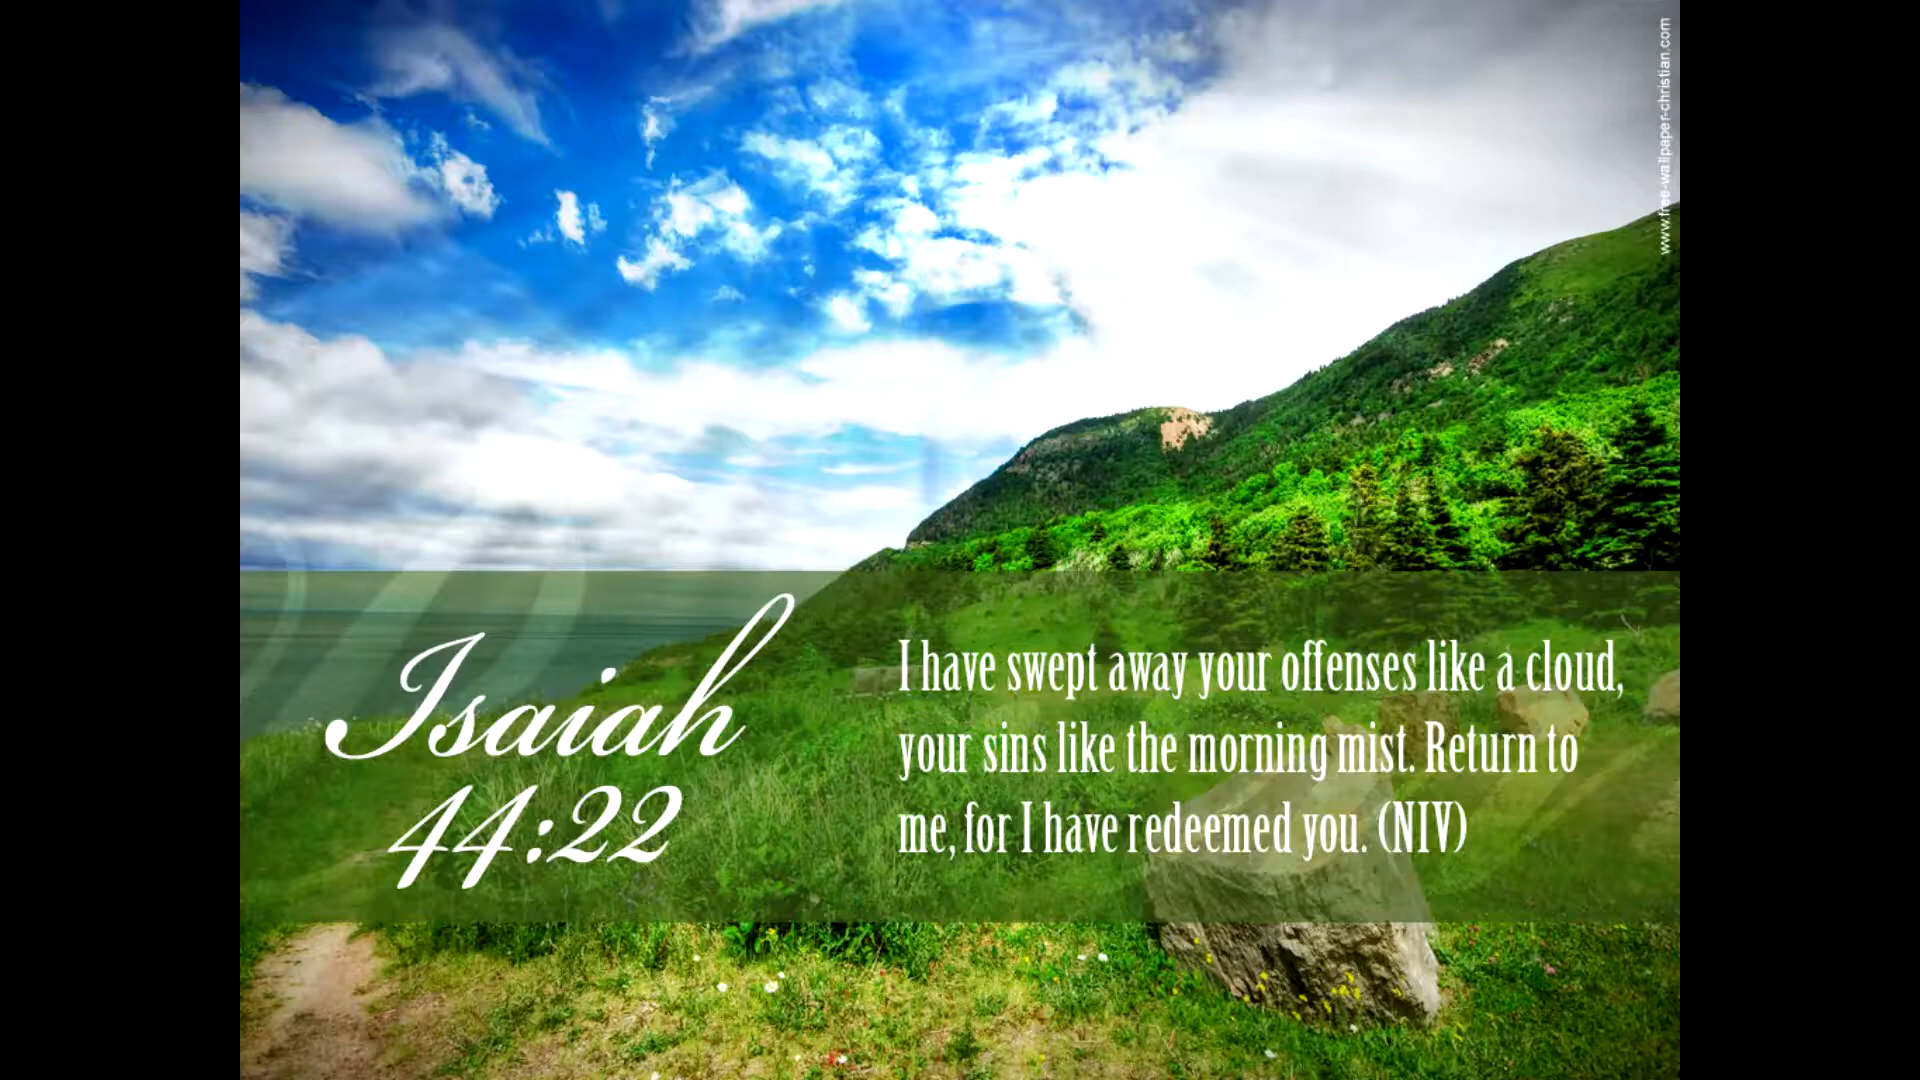 www.free-wallpaper-christian.com
Isaiah
44:22
I have swept away your offenses like a cloud,
your sins like the morning mist. Return to
me, for I have redeemed you. (NIV)